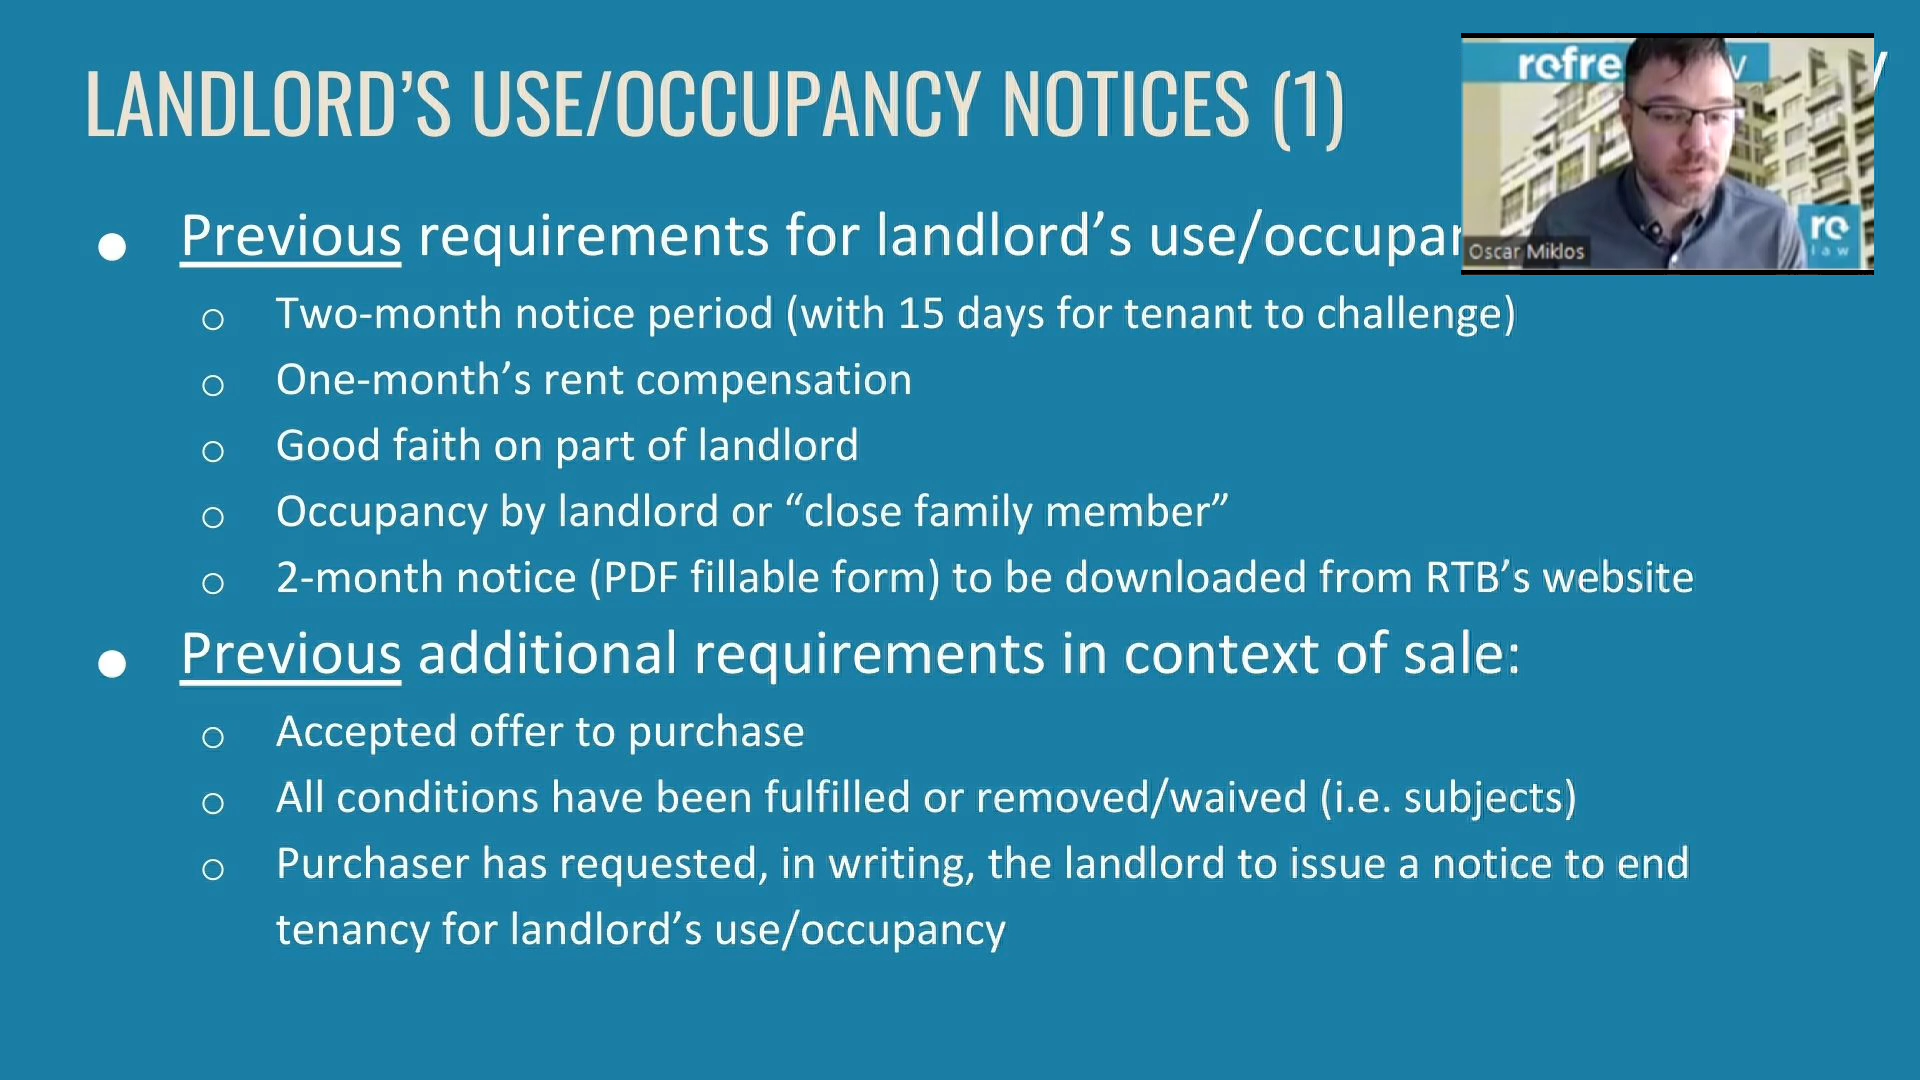 LANDLORD’S USE/OCCUPANCY NOTICES (1)
refre
Oscar Miklos
re
law
● Previous requirements for landlord’s use/occupan
○ Two-month notice period (with 15 days for tenant to challenge)
○ One-month’s rent compensation
○ Good faith on part of landlord
○ Occupancy by landlord or “close family member”
○ 2-month notice (PDF fillable form) to be downloaded from RTB’s website
● Previous additional requirements in context of sale:
○ Accepted offer to purchase
○ All conditions have been fulfilled or removed/waived (i.e. subjects)
○ Purchaser has requested, in writing, the landlord to issue a notice to end
tenancy for landlord’s use/occupancy